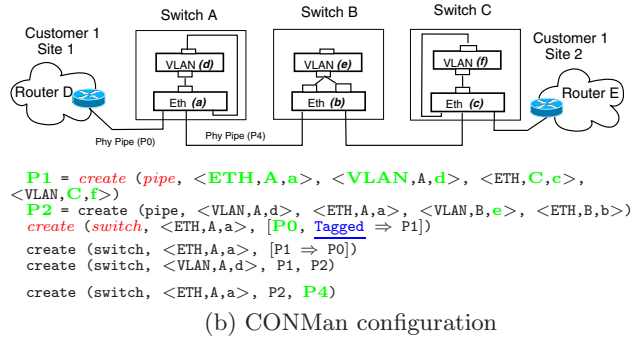 Switch A
Switch B
Switch C
Customer 1
Site 1
Customer 1
Site 2
VLAN (d)
VLAN (e)
VLAN (f)
Router D
Eth (a)
Eth (b)
Eth (c)
Router E
Phy Pipe (P0)
Phy Pipe (P4)
P1 = create (pipe, <ETH,A,a>, <VLAN,A,d>, <ETH,C,c>,
<VLAN,C,f>)
P2 = create (pipe, <VLAN,A,d>, <ETH,A,a>, <VLAN,B,e>, <ETH,B,b>)
create (switch, <ETH,A,a>, [P0, Tagged ⇒ P1])
create (switch, <ETH,A,a>, [P1 ⇒ P0])
create (switch, <VLAN,A,d>, P1, P2)
create (switch, <ETH,A,a>, P2, P4)
(b) CONMan configuration